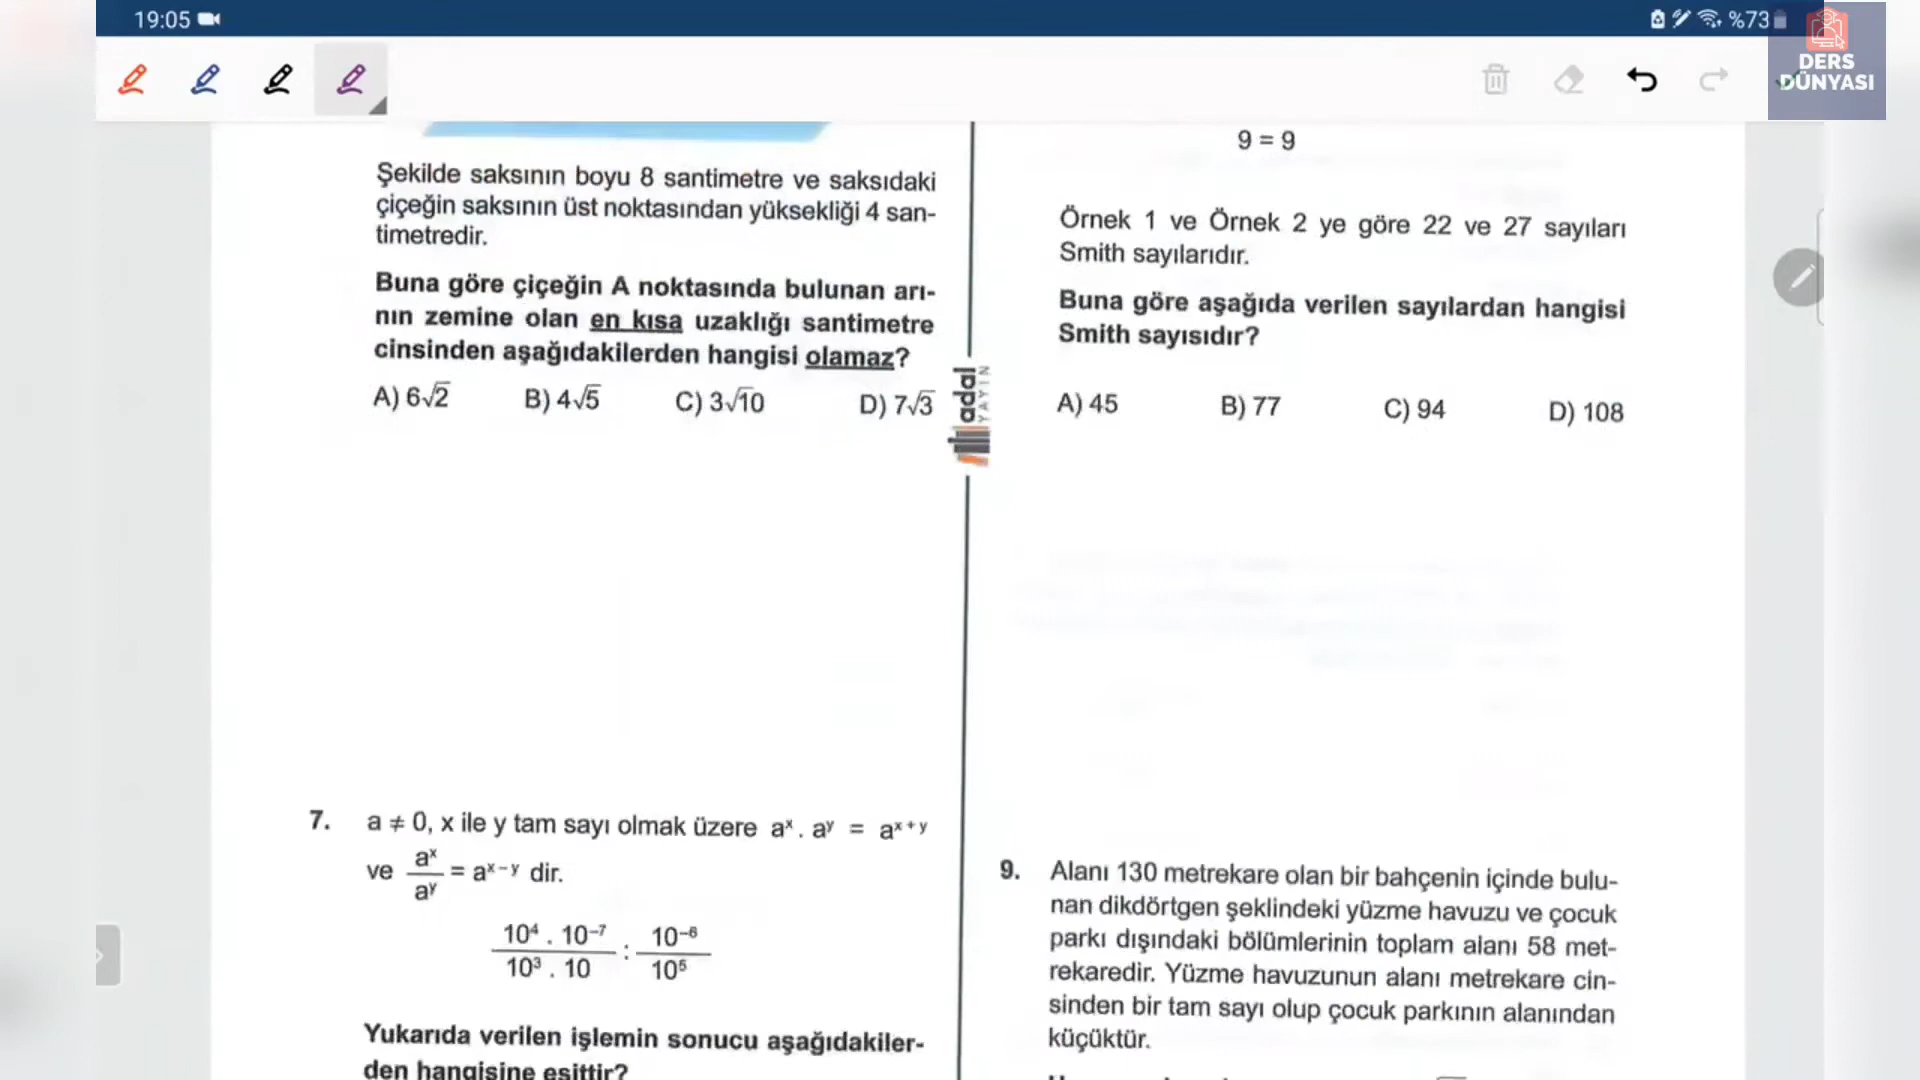 19:05
%73
DERS
DÜNYASI
Şekilde saksının boyu 8 santimetre ve saksıdaki
çiçeğin saksının üst noktasından yüksekliği 4 san-
timetredir.
Buna göre çiçeğin A noktasında bulunan arı-
nın zemine olan en kısa uzaklığı santimetre
cinsinden aşağıdakilerden hangisi olamaz?
A) 6√2 B) 4√5 C) 3√10 D) 7√3
7. a ≠ 0, x ile y tam sayı olmak üzere aˣ . aʸ = aˣ⁺ʸ
ve aˣ/aʸ = aˣ⁻ʸ dir.
10⁴ . 10⁻⁷ / 10³ . 10 : 10⁻⁶ / 10⁵
Yukarıda verilen işlemin sonucu aşağıdakiler-
den hangisine eşittir?
adal
YAYIN
9 = 9
Örnek 1 ve Örnek 2 ye göre 22 ve 27 sayıları
Smith sayılarıdır.
Buna göre aşağıda verilen sayılardan hangisi
Smith sayısıdır?
A) 45 B) 77 C) 94 D) 108
9. Alanı 130 metrekare olan bir bahçenin içinde bulu-
nan dikdörtgen şeklindeki yüzme havuzu ve çocuk
parkı dışındaki bölümlerinin toplam alanı 58 met-
rekaredir. Yüzme havuzunun alanı metrekare cin-
sinden bir tam sayı olup çocuk parkının alanından
küçüktür.